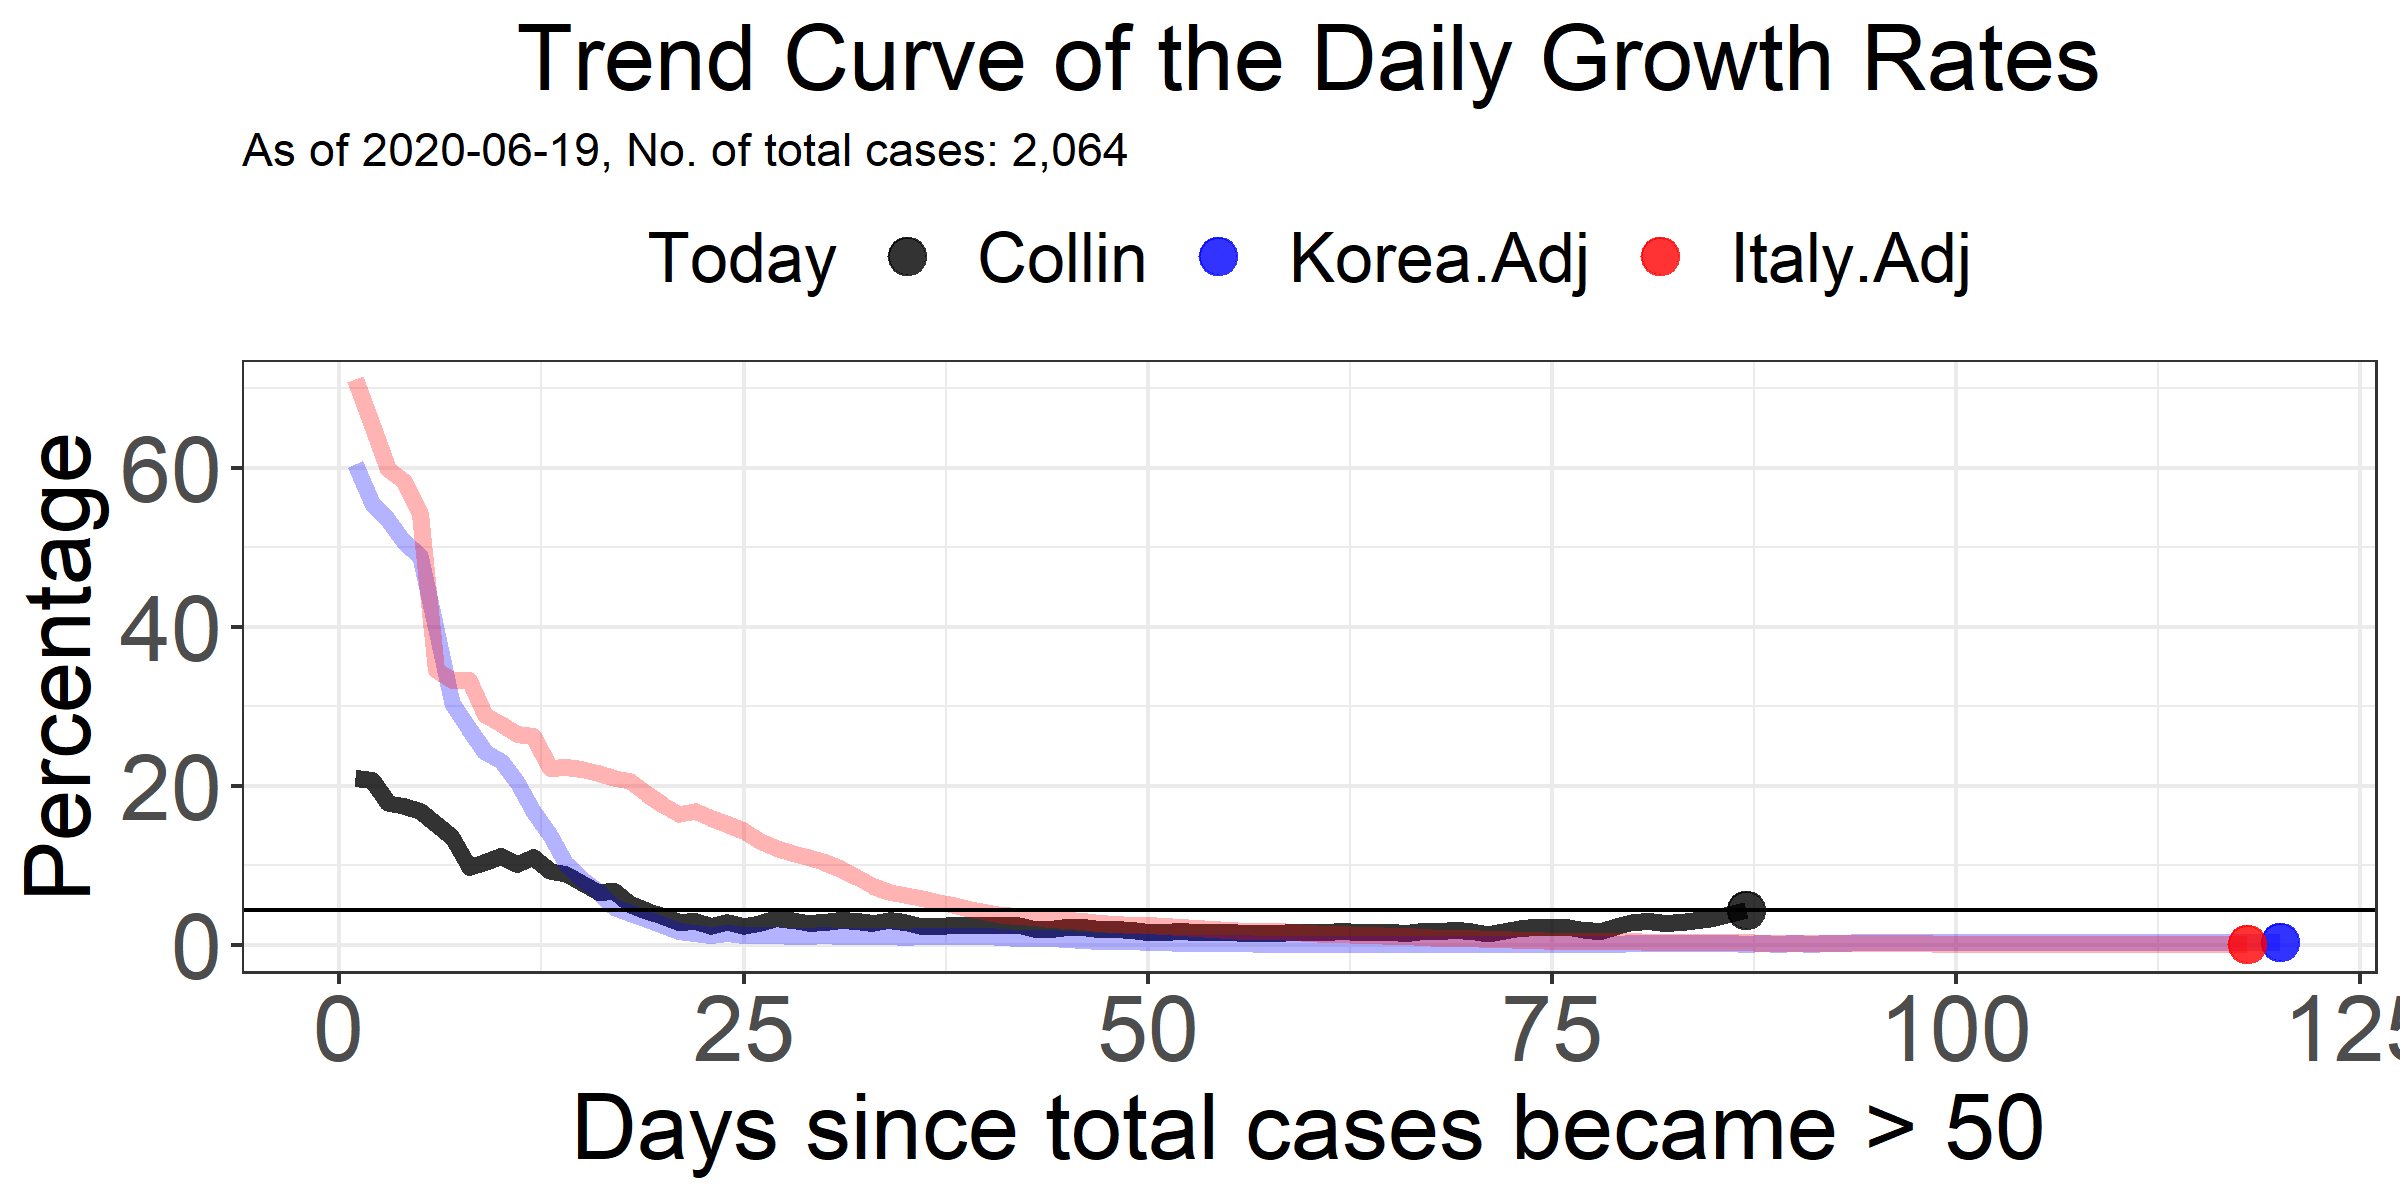 Trend Curve of the Daily Growth Rates
As of 2020-06-19, No. of total cases: 2,064
Today Collin Korea.Adj Italy.Adj
Percentage
60
40
20
0
0 25 50 75 100 125
Days since total cases became > 50